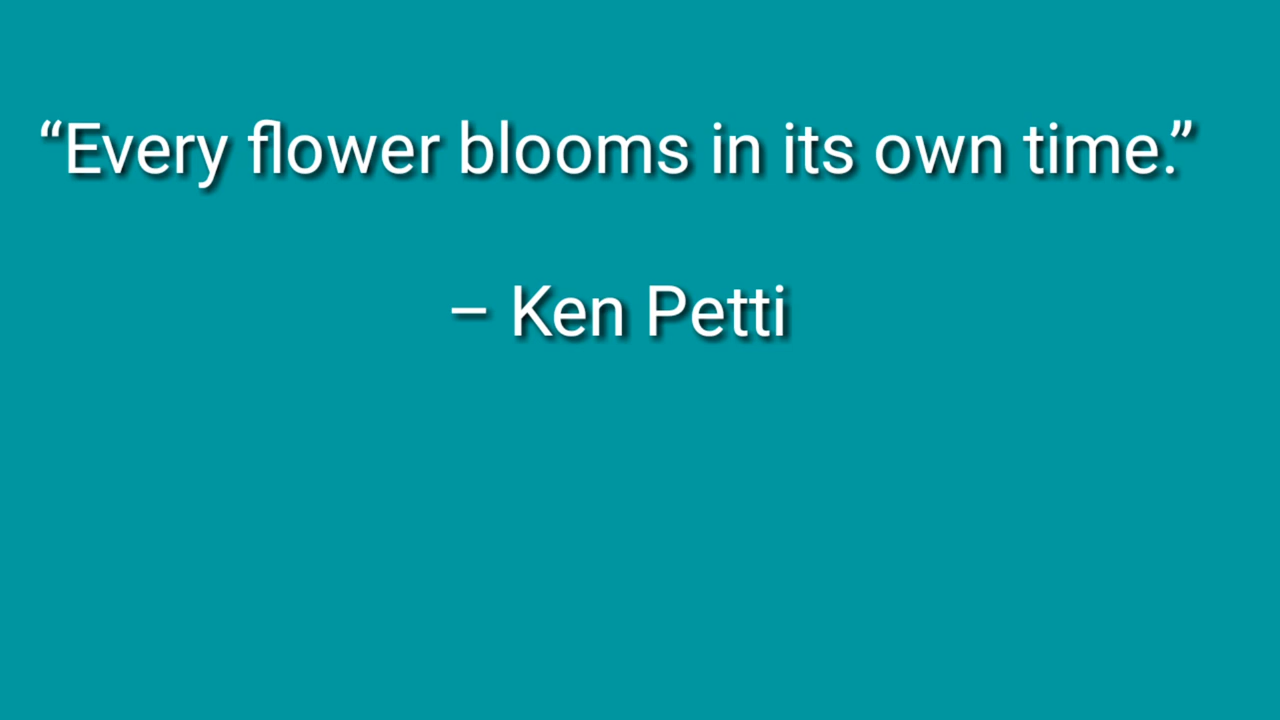 “Every flower blooms in its own time.”
– Ken Petti